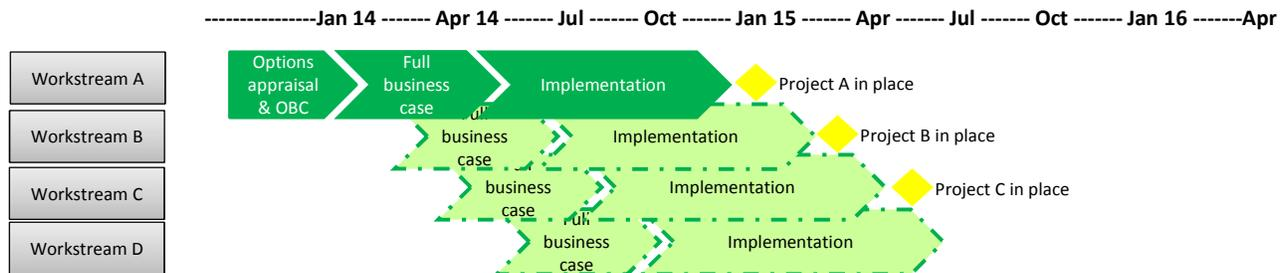 ----------------Jan 14 ------- Apr 14 ------- Jul ------- Oct ------- Jan 15 ------- Apr ------- Jul ------- Oct ------- Jan 16 -------Apr
Workstream A
Options
appraisal
& OBC
Full
business
case
Implementation
Project A in place
Workstream B
Full
business
case
Implementation
Project B in place
Workstream C
business
case
Implementation
Project C in place
Workstream D
Full
business
case
Implementation